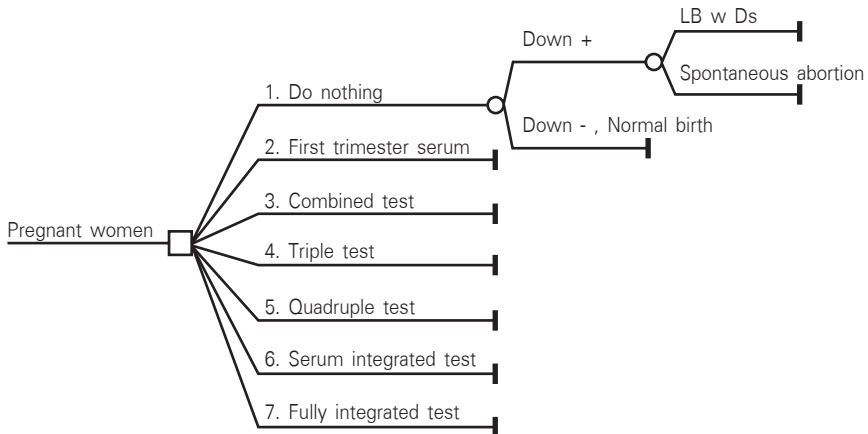 LB w Ds
Down +
Spontaneous abortion
1. Do nothing
Down - , Normal birth
2. First trimester serum
3. Combined test
Pregnant women
4. Triple test
5. Quadruple test
6. Serum integrated test
7. Fully integrated test